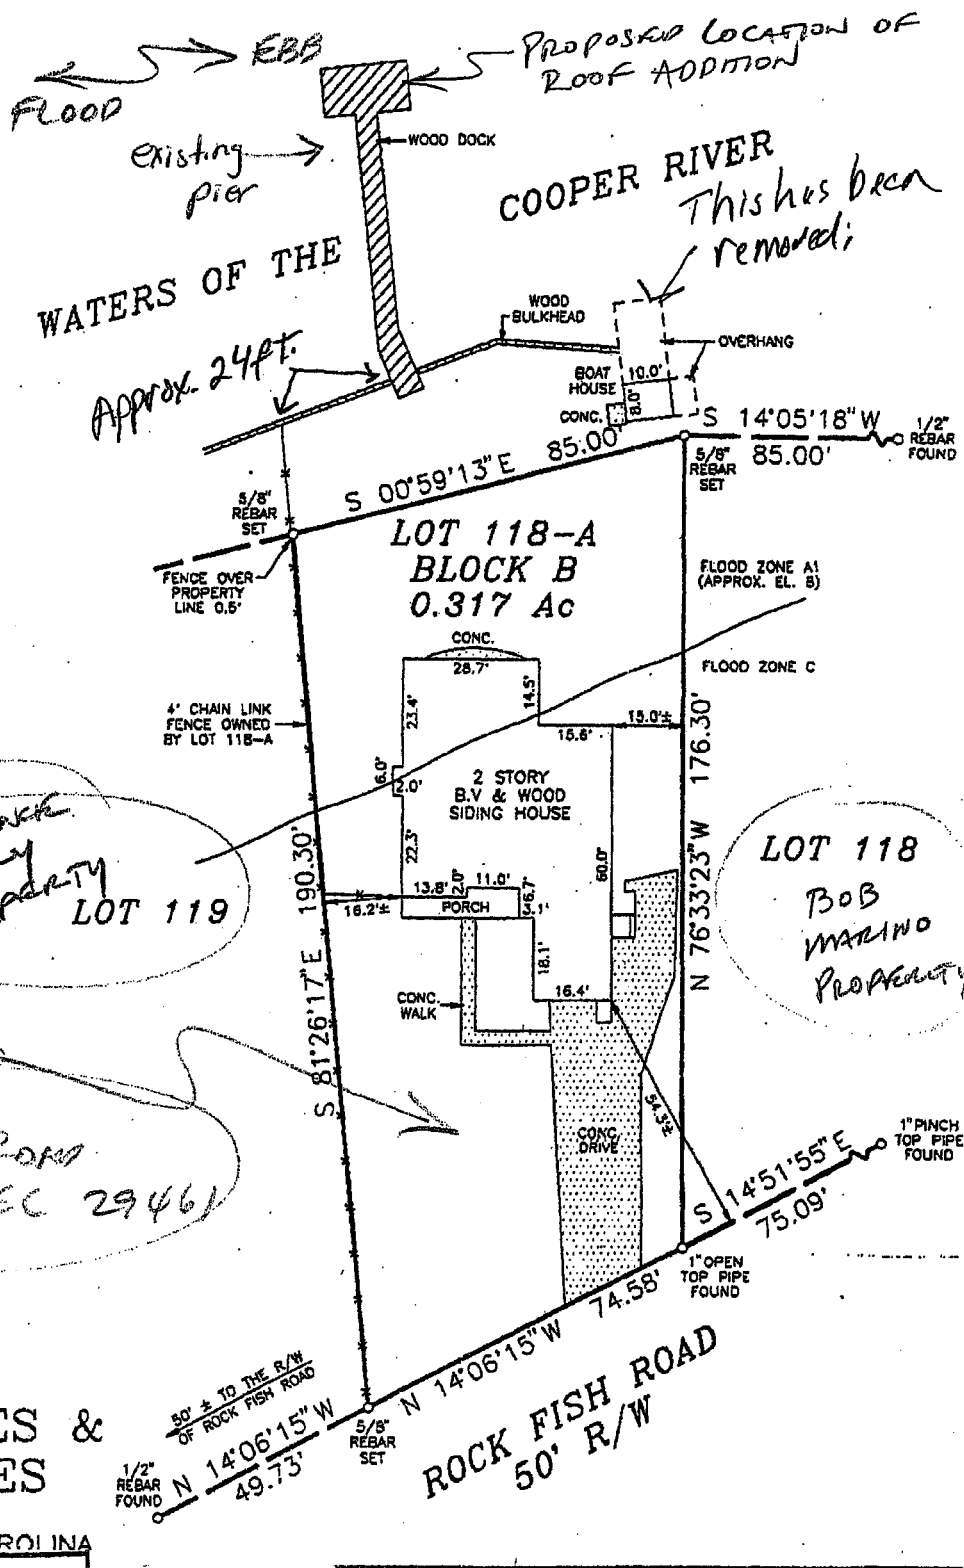 EBB
FLOOD
PROPOSED LOCATION OF
ROOF ADDITION
WOOD DOCK
existing
pier
COOPER RIVER
This has been
removed;
WATERS OF THE
WOOD
BULKHEAD
OVERHANG
Approx. 24ft.
BOAT
HOUSE
10.0'
8.0'
CONC.
S 14°05'18" W
85.00'
1/2"
REBAR
FOUND
5/8"
REBAR
SET
S 00°59'13" E 85.00'
5/8"
REBAR
SET
LOT 118-A
BLOCK B
0.317 Ac
FENCE OVER
PROPERTY
LINE 0.5'
FLOOD ZONE A1
(APPROX. EL. 8)
FLOOD ZONE C
CONC.
28.7'
14.5'
23.4'
4' CHAIN LINK
FENCE OWNED
BY LOT 118-A
15.6'
15.0'±
6.0'
2.0'
2 STORY
B.V & WOOD
SIDING HOUSE
22.3'
60.0'
N 76°33'23" W 176.30'
S 81°26'17" E 190.30'
PERTY
LOT 119
LOT 118
BOB
MARINO
PROPERTY
13.8'
2.0'
11.0'
6.7'
3.1'
16.2'±
PORCH
18.1'
16.4'
CONC.
WALK
54.3'±
CONC.
DRIVE
29461
1" PINCH
TOP PIPE
FOUND
S 14°51'55" E
75.09'
1" OPEN
TOP PIPE
FOUND
N 14°06'15" W 74.58'
ROCK FISH ROAD
50' R/W
50' ± TO THE R/W
OF ROCK FISH ROAD
5/8"
REBAR
SET
N 14°06'15" W
49.73'
1/2"
REBAR
FOUND
ES &
ES
ROLINA